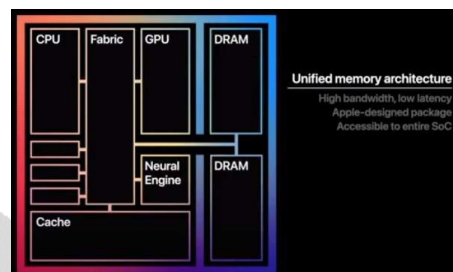 CPU
Fabric
GPU
DRAM
Neural
Engine
DRAM
Cache
Unified memory architecture
High bandwidth, low latency
Apple-designed package
Accessible to entire SoC